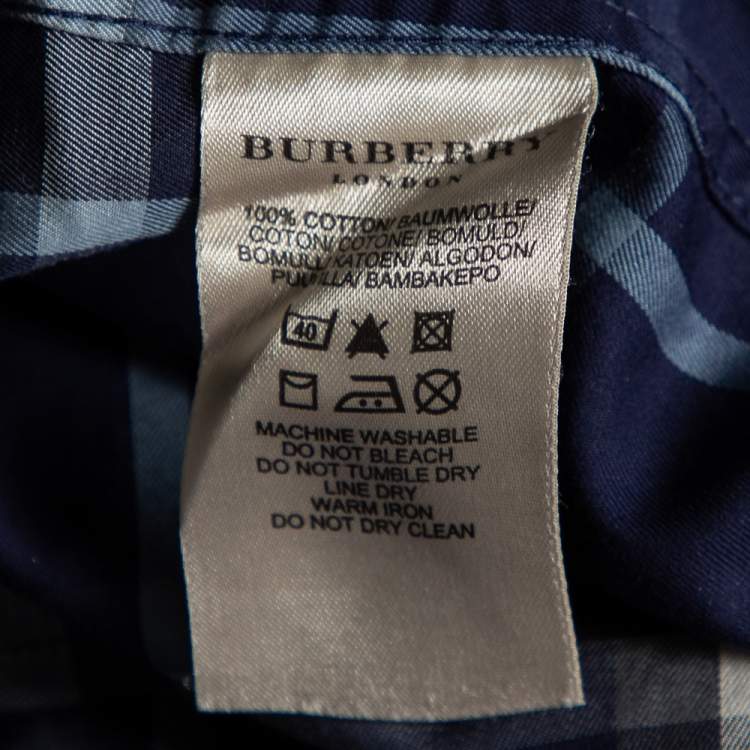 BURBERRY
LONDON
100% COTTON/BAUMWOLLE/
COTON/COTONE/BOMULD/
BOMULL/KATOEN/ALGODON/
PUUVILLA/BAMBAKEPO
40
MACHINE WASHABLE
DO NOT BLEACH
DO NOT TUMBLE DRY
LINE DRY
WARM IRON
DO NOT DRY CLEAN